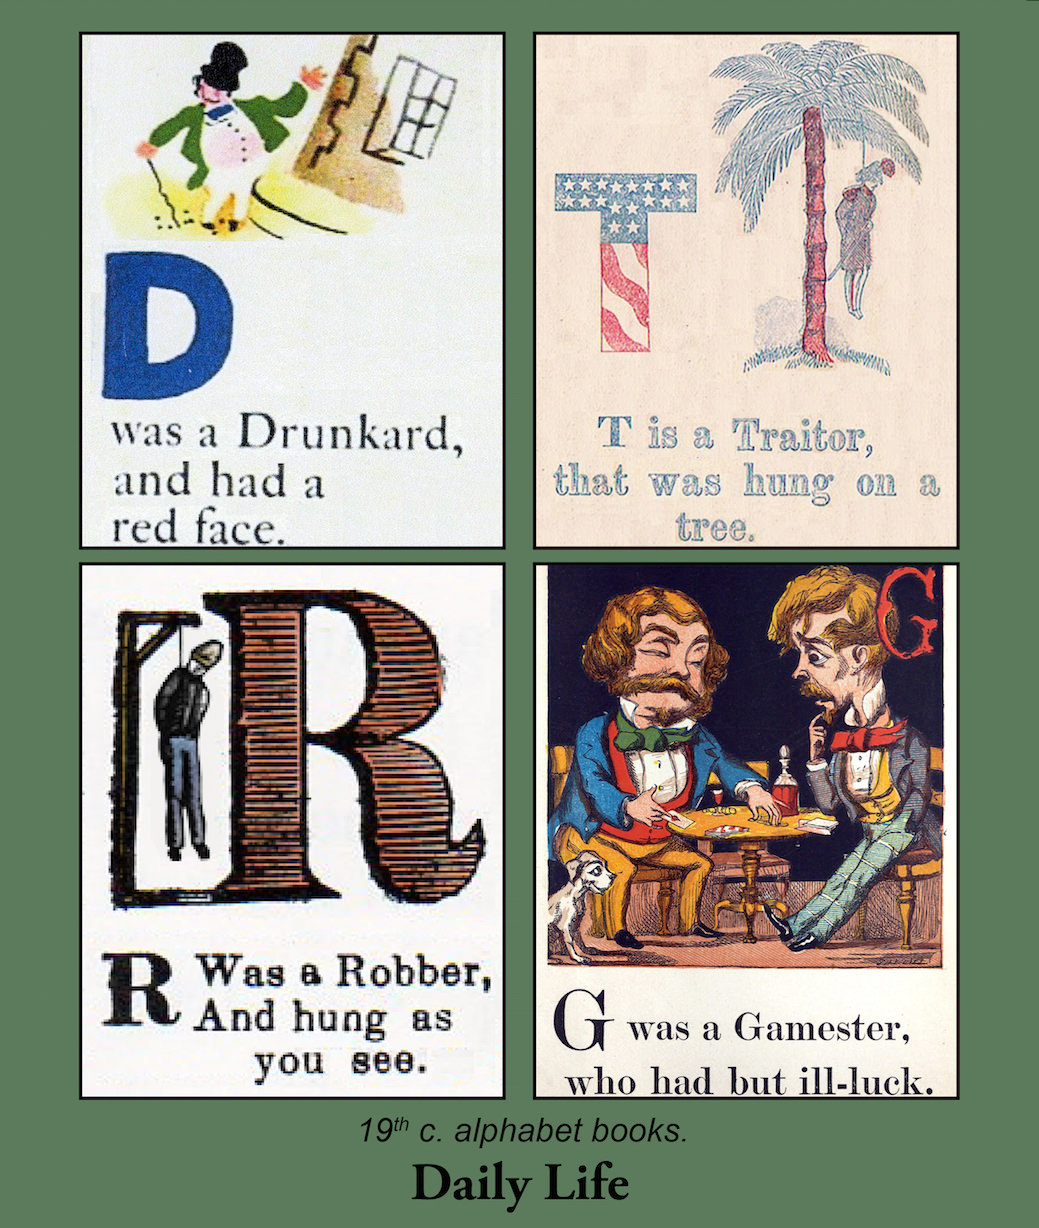 D
was a Drunkard,
and had a
red face.
T
T is a Traitor,
that was hung on a
tree.
R
R Was a Robber,
And hung as
you see.
G
G was a Gamester,
who had but ill-luck.
19th c. alphabet books.
Daily Life